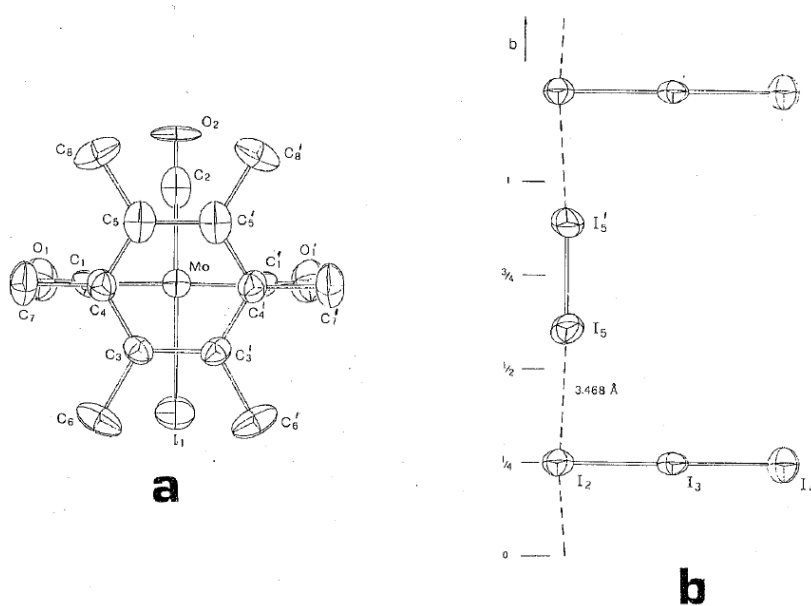 O₂
C₈
C₈'
C₂
C₅
C₅'
O₁
C₁
Mo
C₁'
O₁'
C₇
C₄
C₄'
C₇'
C₃
C₃'
C₆
C₆'
I₁
a
b
1
I₅'
3/4
I₅
1/2
3.468 Å
1/4
I₂
I₃
0
b